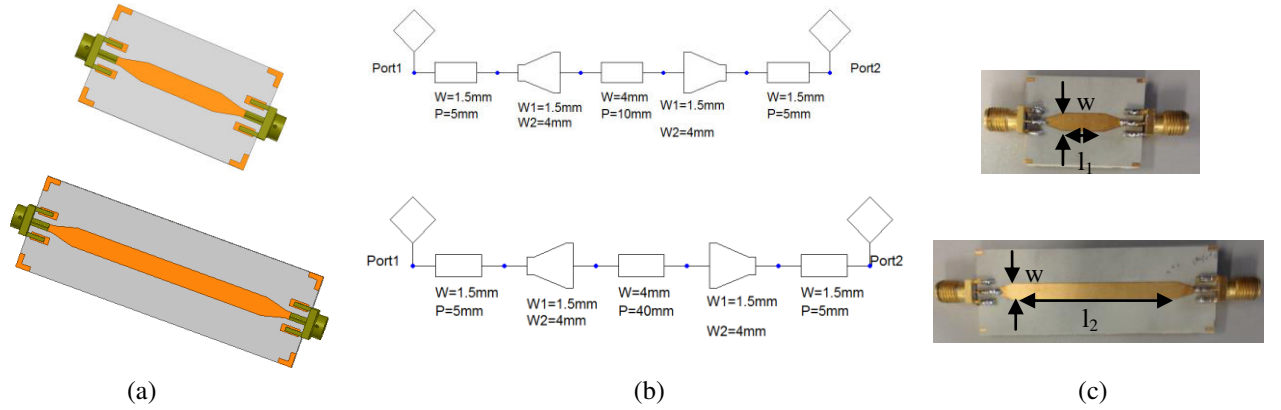 Port1
Port2
W=1.5mm
P=5mm
W1=1.5mm
W2=4mm
W=4mm
P=10mm
W1=1.5mm
W2=4mm
W=1.5mm
P=5mm
w
l1
Port1
Port2
W=1.5mm
P=5mm
W1=1.5mm
W2=4mm
W=4mm
P=40mm
W1=1.5mm
W2=4mm
W=1.5mm
P=5mm
w
l2
(a)
(b)
(c)